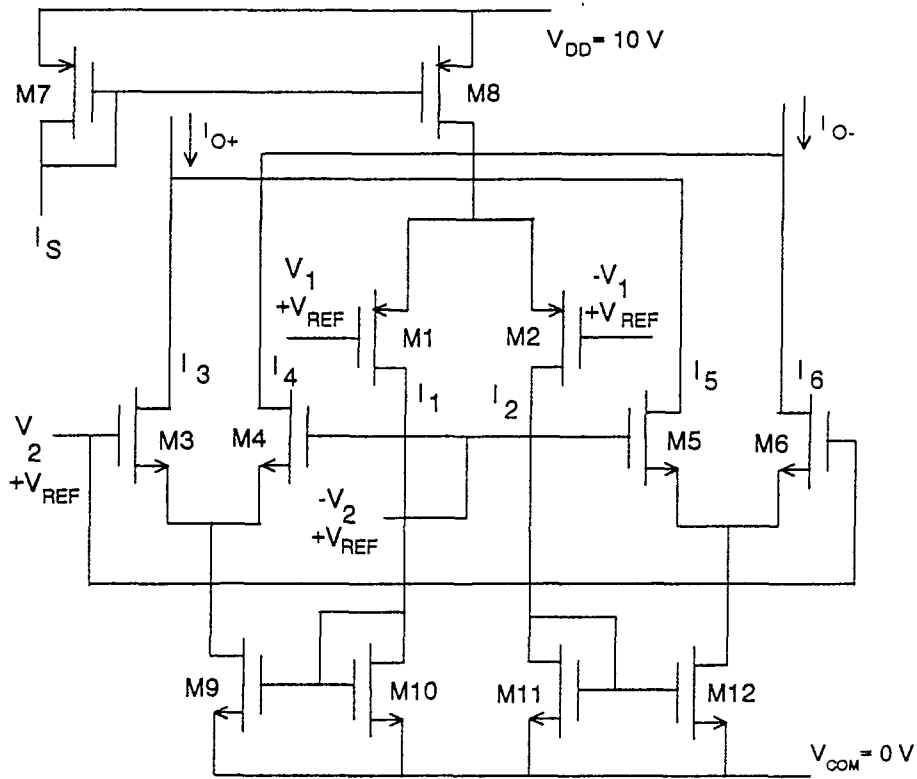 V_DD = 10 V
M7
M8
I_O+
I_O-
I_S
V_1
+V_REF
-V_1
+V_REF
M1
M2
I_3
I_4
I_1
I_2
I_5
I_6
V_2
+V_REF
M3
M4
M5
M6
-V_2
+V_REF
M9
M10
M11
M12
V_COM = 0 V